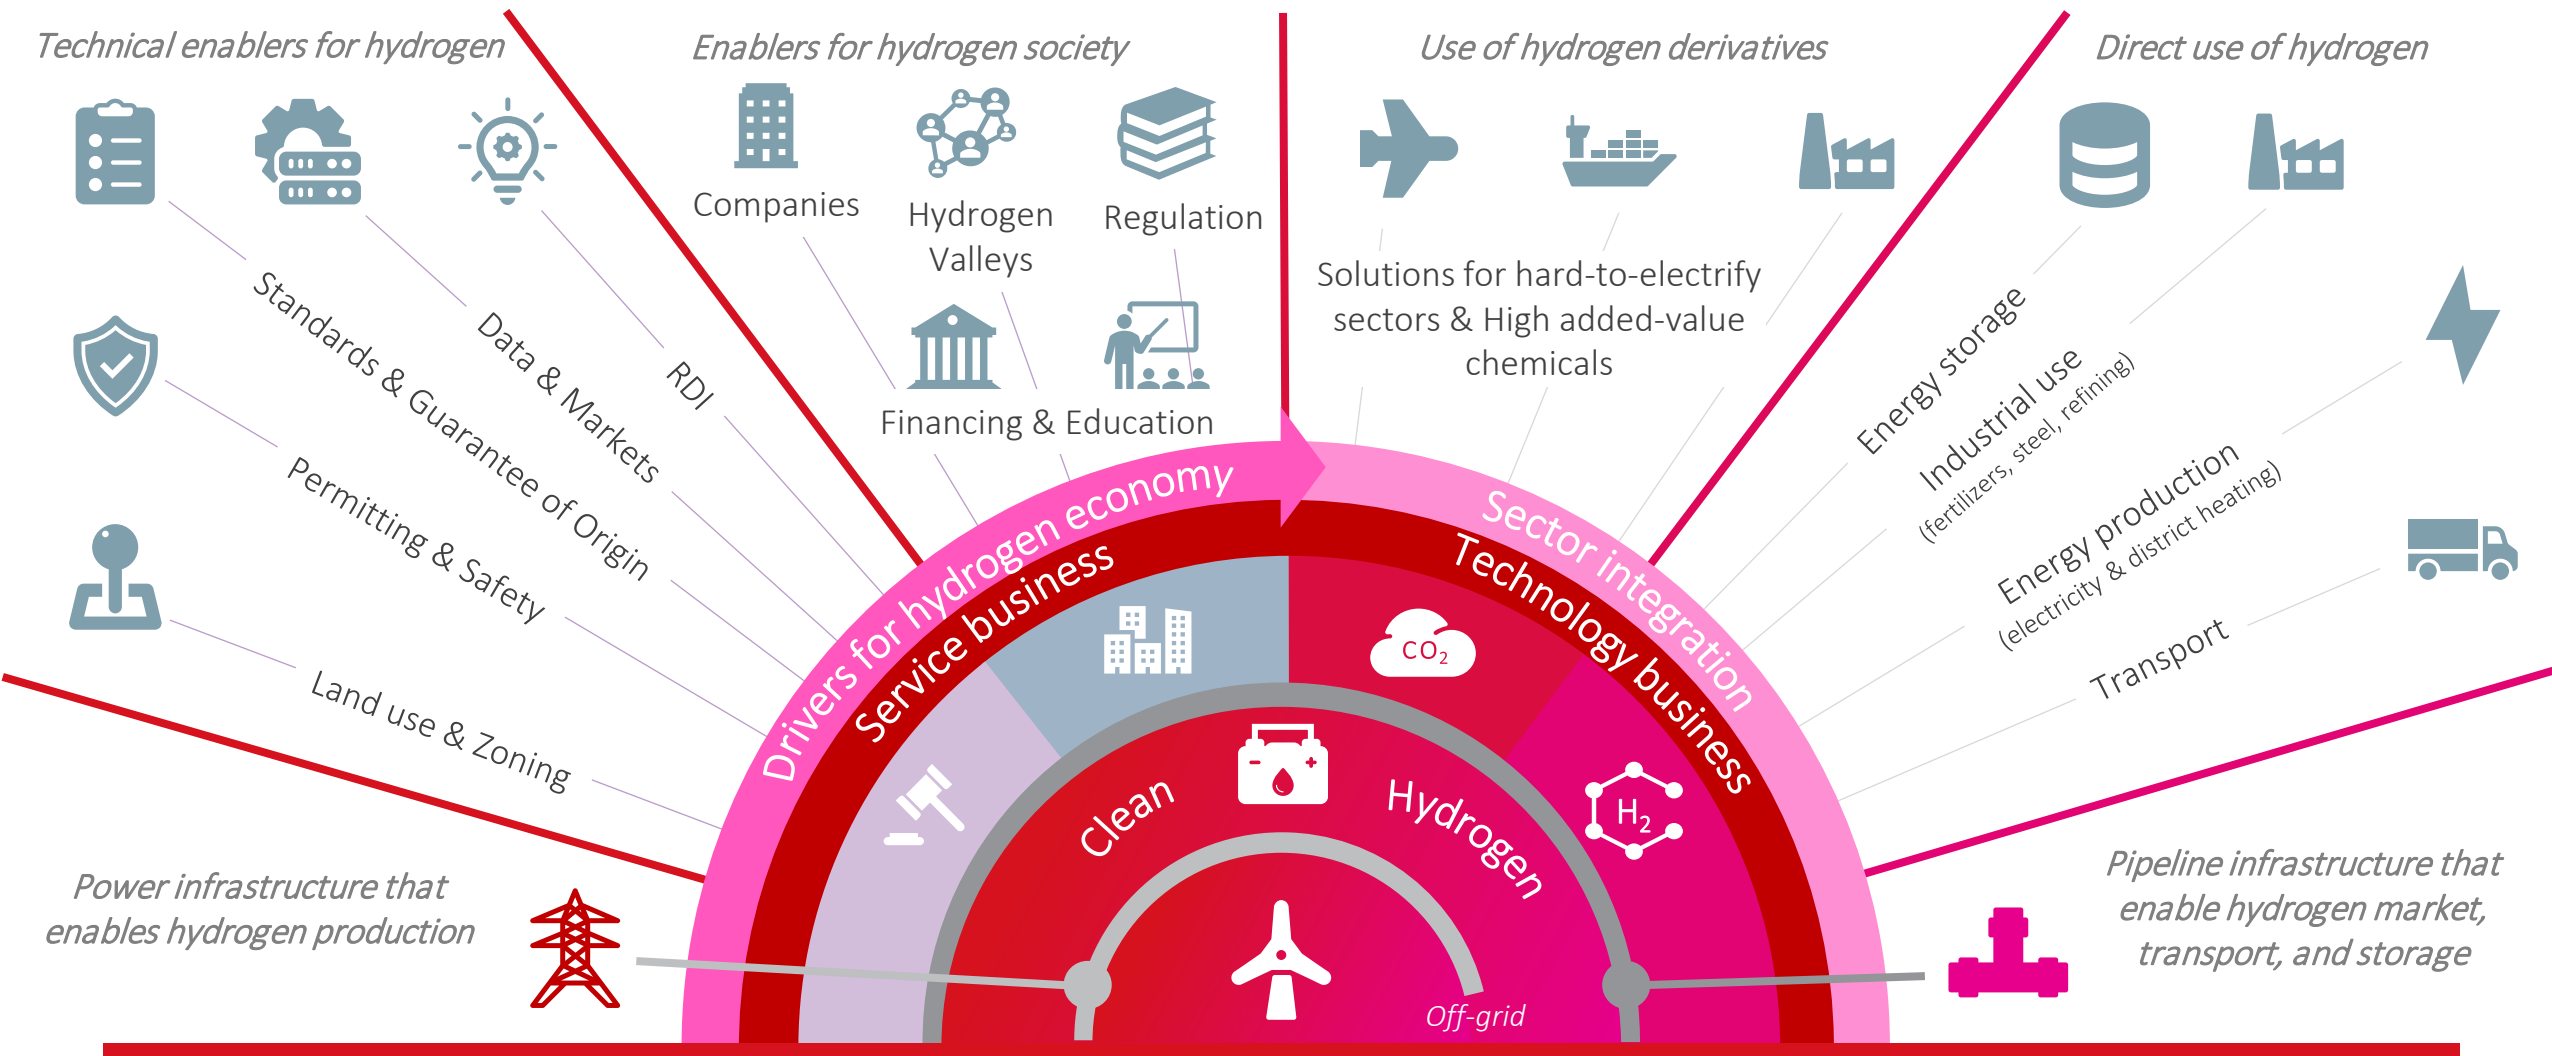 Technical enablers for hydrogen
Standards & Guarantee of Origin
Data & Markets
RDI
Permitting & Safety
Land use & Zoning
Enablers for hydrogen society
Companies
Hydrogen
Valleys
Regulation
Financing & Education
Use of hydrogen derivatives
Solutions for hard-to-electrify
sectors & High added-value
chemicals
Direct use of hydrogen
Energy storage
Industrial use
(fertilizers, steel, refining)
Energy production
(electricity & district heating)
Transport
Drivers for hydrogen economy
Sector integration
Service business
Technology business
CO₂
H₂
Clean
Hydrogen
Off-grid
Power infrastructure that
enables hydrogen production
Pipeline infrastructure that
enable hydrogen market,
transport, and storage